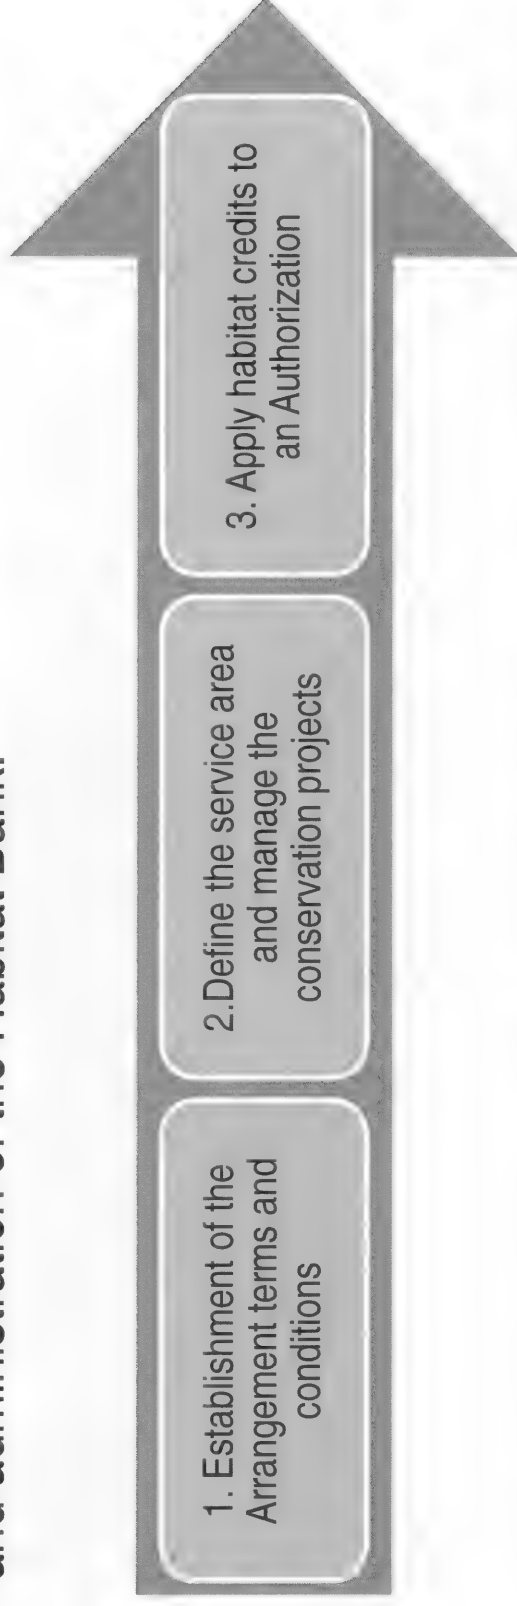 and administration of the Habitat Bank.
1. Establishment of the
Arrangement terms and
conditions
2.Define the service area
and manage the
conservation projects
3. Apply habitat credits to
an Authorization